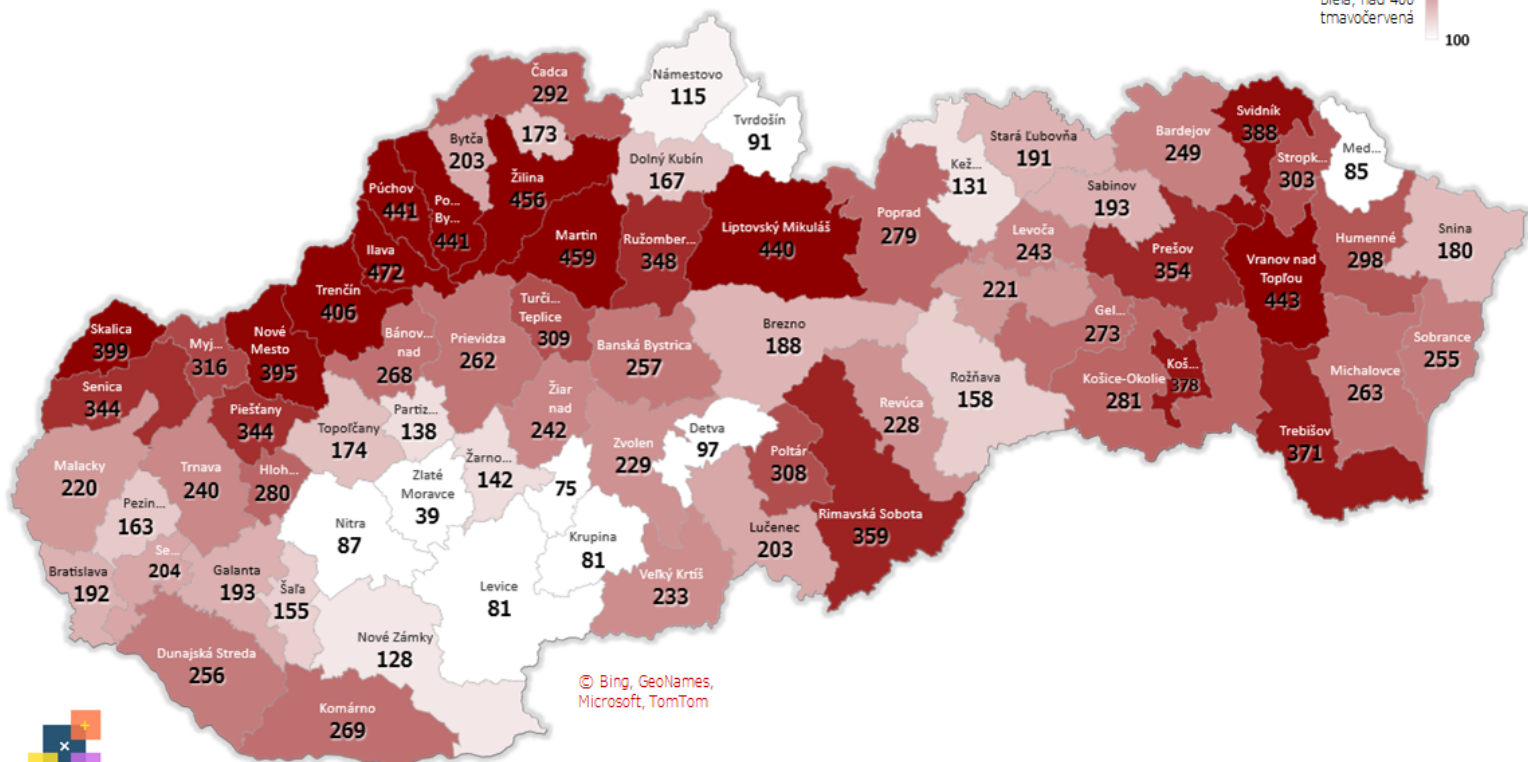 biela, nad 400
tmavočervená
100
Čadca
292
Námestovo
115
Tvrdošín
91
173
Bytča
203
Dolný Kubín
167
Žilina
456
Púchov
441
Po...
By...
441
Ilava
472
Martin
459
Ružomber...
348
Liptovský Mikuláš
440
Poprad
279
Kež...
131
Stará Ľubovňa
191
Sabinov
193
Levoča
243
Bardejov
249
Svidník
388
Stropk...
303
Med...
85
Prešov
354
Vranov nad
Topľou
443
Humenné
298
Snina
180
Trenčín
406
Skalica
399
Myj...
316
Nové
Mesto
395
Bánov...
nad
268
Prievidza
262
Turči...
Teplice
309
Banská Bystrica
257
Brezno
188
221
Gel...
273
Košice-Okolie
281
Koš...
378
Michalovce
263
Sobrance
255
Trebišov
371
Senica
344
Piešťany
344
Topoľčany
174
Partiz...
138
Žiar
nad
242
Zvolen
229
Detva
97
Poltár
308
Revúca
228
Rožňava
158
Rimavská Sobota
359
Malacky
220
Trnava
240
Hloh...
280
Pezin...
163
Nitra
87
Zlaté
Moravce
39
Žarno...
142
75
Krupina
81
Lučenec
203
Veľký Krtíš
233
Levice
81
Bratislava
192
Se...
204
Galanta
193
Šaľa
155
Nové Zámky
128
Dunajská Streda
256
Komárno
269
© Bing, GeoNames,
Microsoft, TomTom